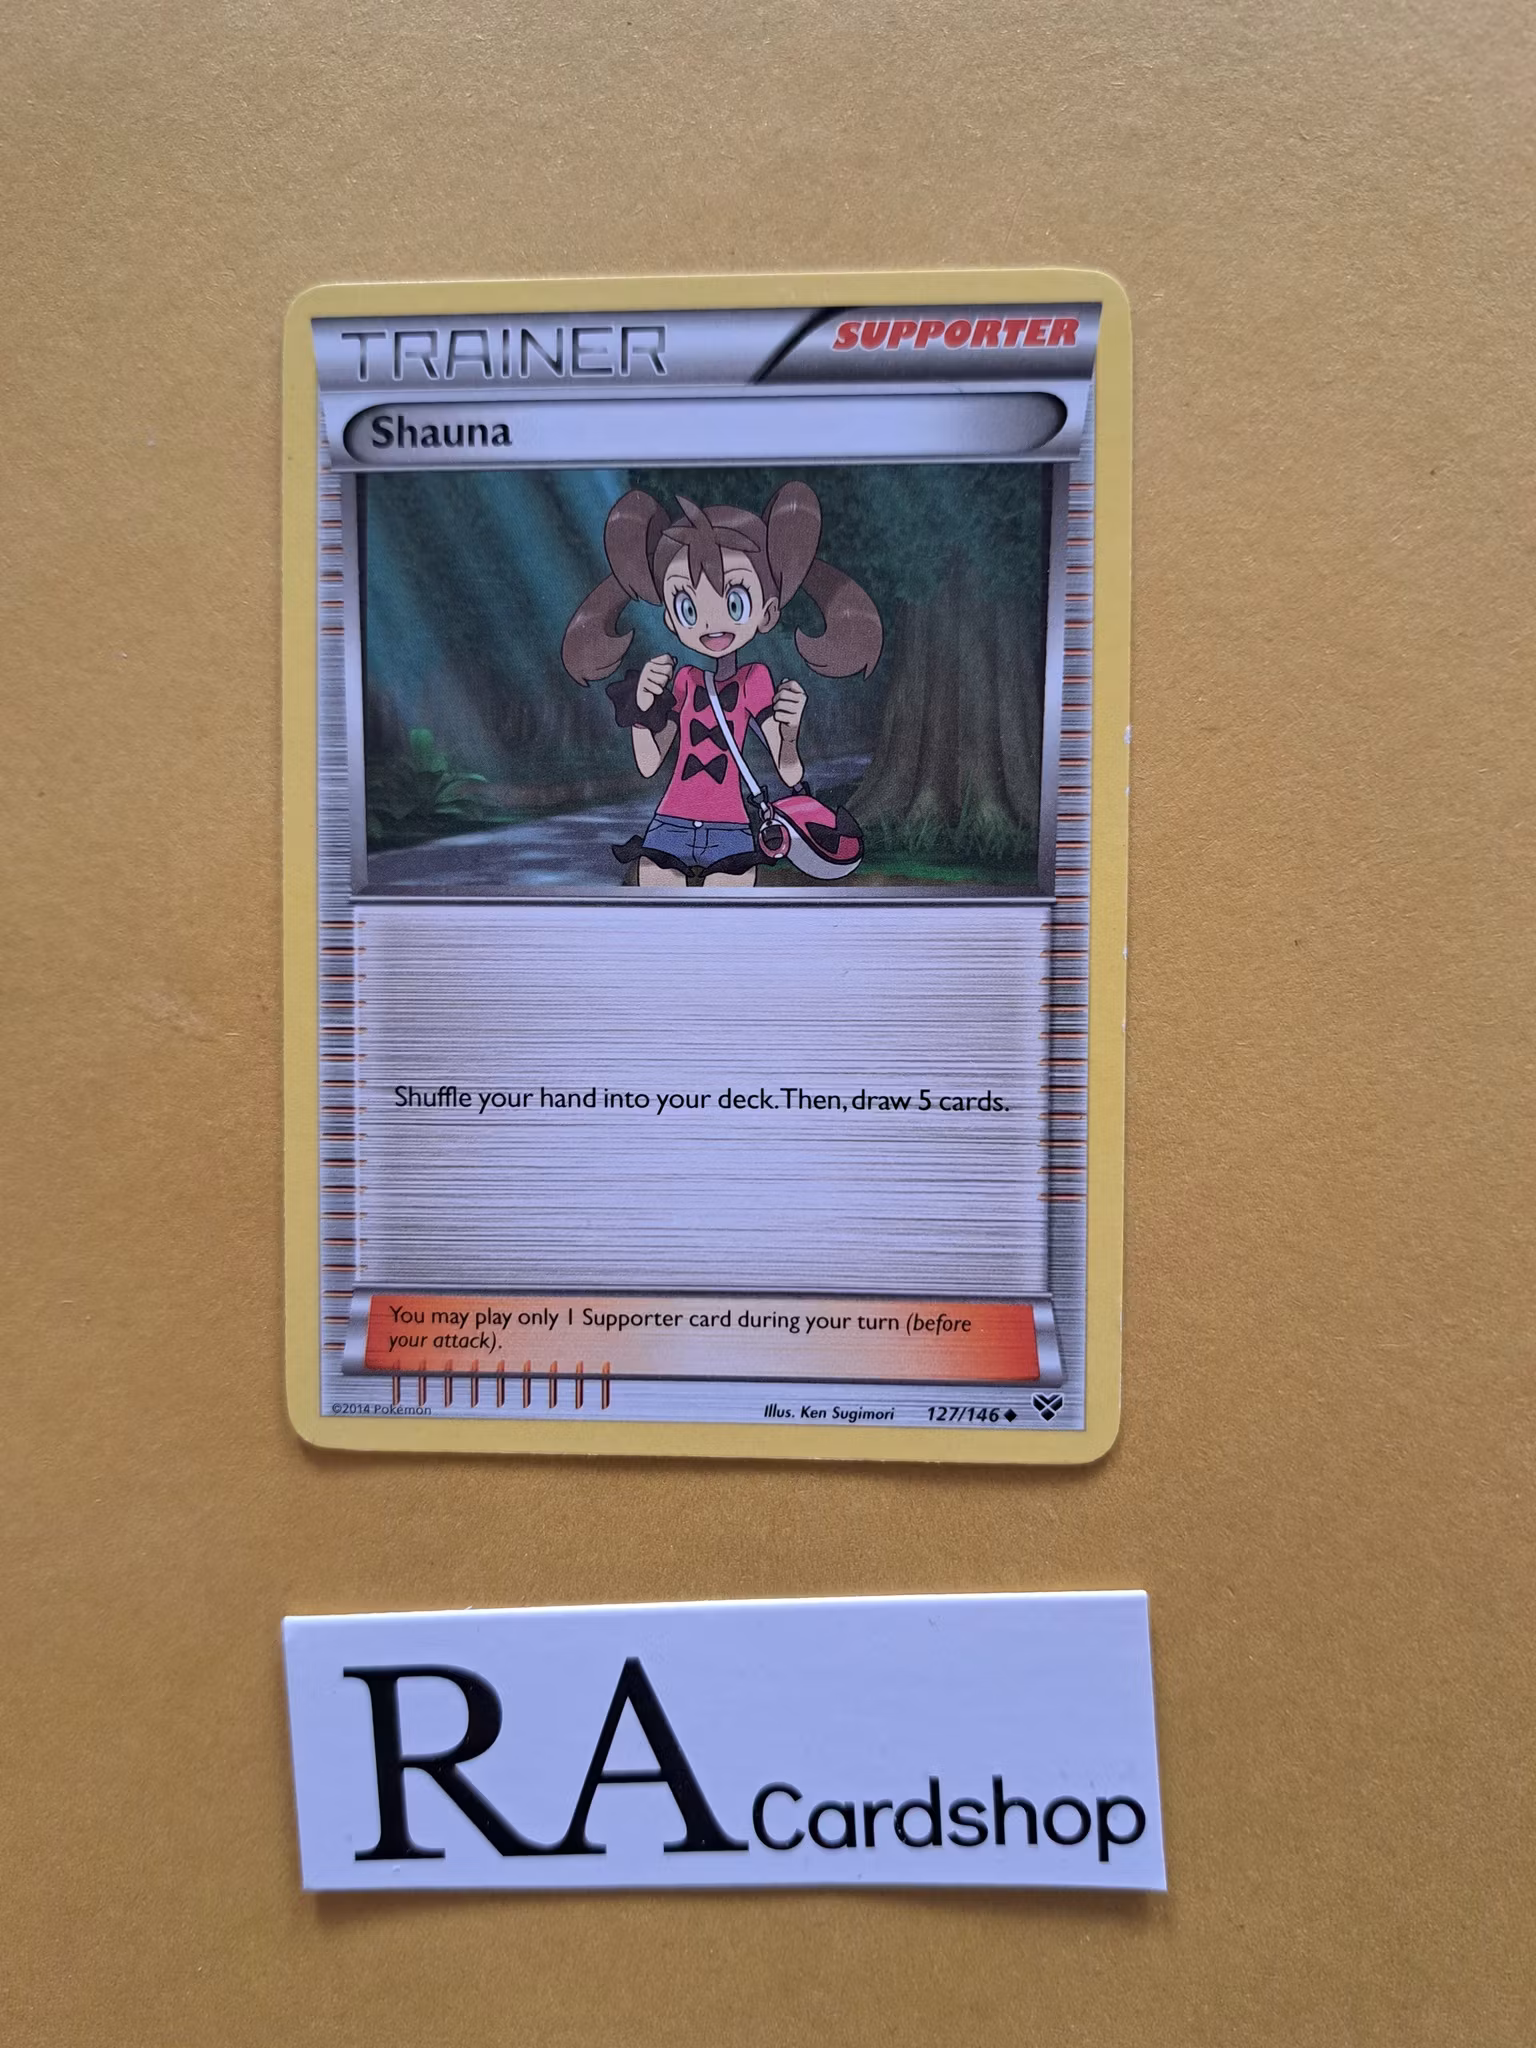 TRAINER SUPPORTER
Shauna
Shuffle your hand into your deck. Then, draw 5 cards.
You may play only 1 Supporter card during your turn (before
your attack).
©2014 Pokémon Illus. Ken Sugimori 127/146
RA Cardshop